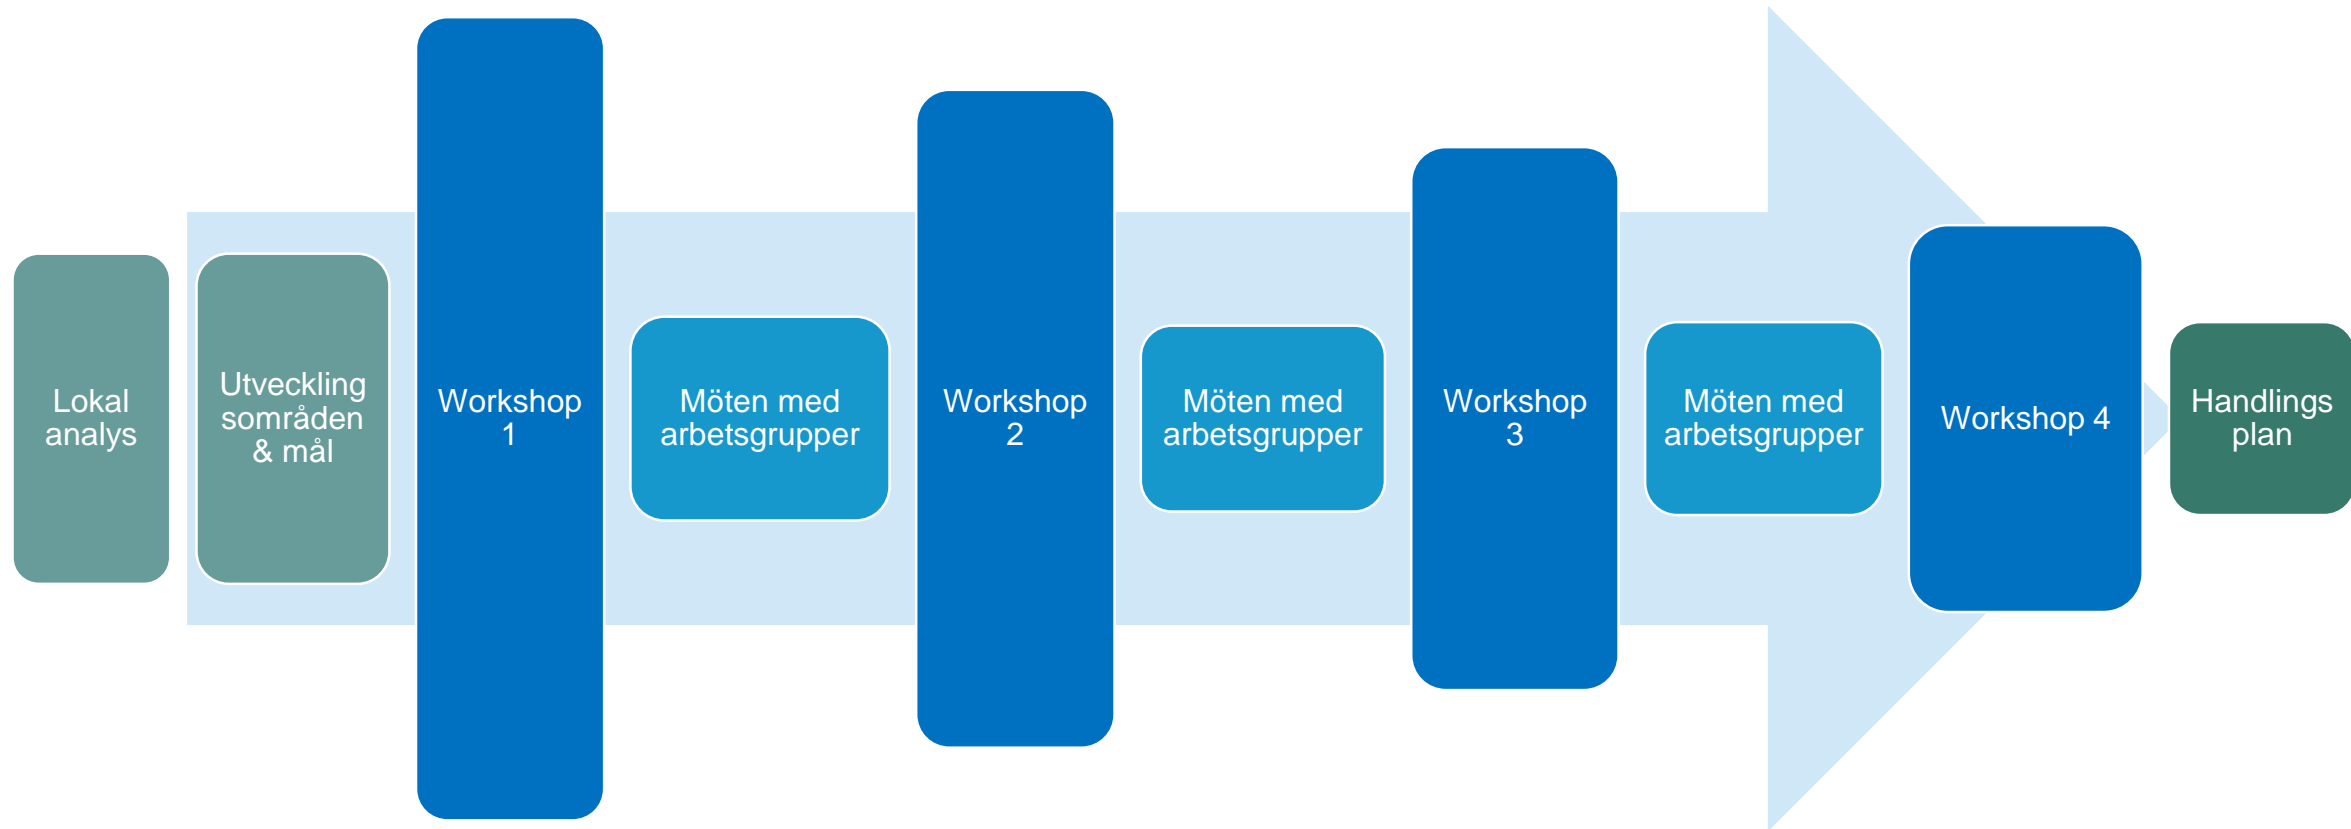 Lokal
analys
Utveckling
sområden
& mål
Workshop
1
Möten med
arbetsgrupper
Workshop
2
Möten med
arbetsgrupper
Workshop
3
Möten med
arbetsgrupper
Workshop 4
Handlings
plan